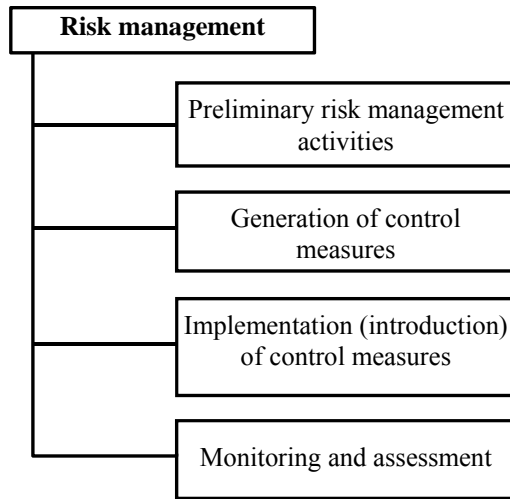 Risk management
Preliminary risk management
activities
Generation of control
measures
Implementation (introduction)
of control measures
Monitoring and assessment